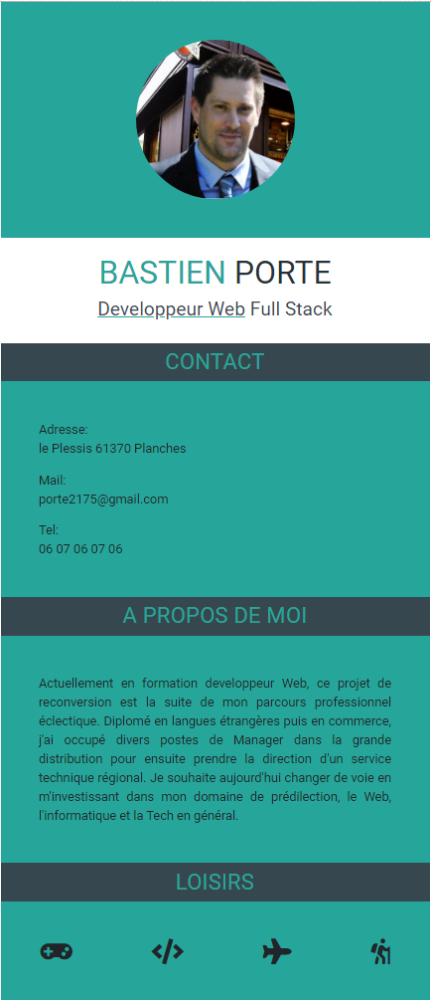 BASTIEN PORTE
Developpeur Web Full Stack
CONTACT
Adresse:
le Plessis 61370 Planches
Mail:
porte2175@gmail.com
Tel:
06 07 06 07 06
A PROPOS DE MOI
Actuellement en formation developpeur Web, ce projet de
reconversion est la suite de mon parcours professionnel
éclectique. Diplomé en langues étrangères puis en commerce,
j'ai occupé divers postes de Manager dans la grande
distribution pour ensuite prendre la direction d'un service
technique régional. Je souhaite aujourd'hui changer de voie en
m'investissant dans mon domaine de prédilection, le Web,
l'informatique et la Tech en général.
LOISIRS